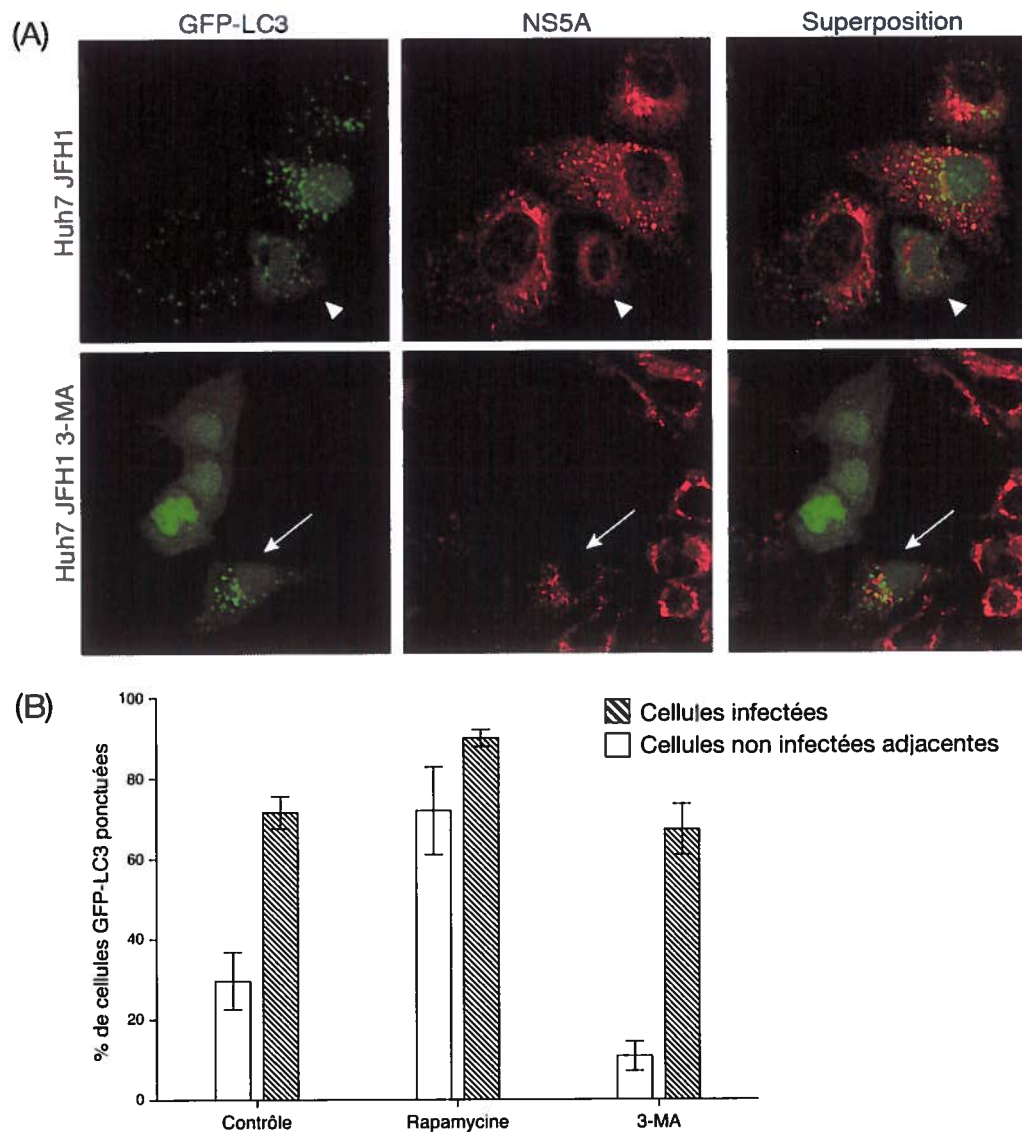 (A)
GFP-LC3
NS5A
Superposition
Huh7 JFH1
Huh7 JFH1 3-MA
(B)
% de cellules GFP-LC3 ponctuées
100
80
60
40
20
0
Cellules infectées
Cellules non infectées adjacentes
Contrôle
Rapamycine
3-MA